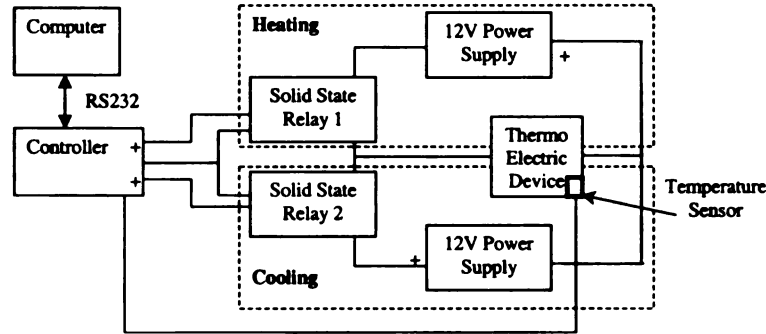 Computer
RS232
Controller
+
+
Heating
12V Power
Supply
+
Solid State
Relay 1
Thermo
Electric
Device
Solid State
Relay 2
Temperature
Sensor
+
12V Power
Supply
Cooling